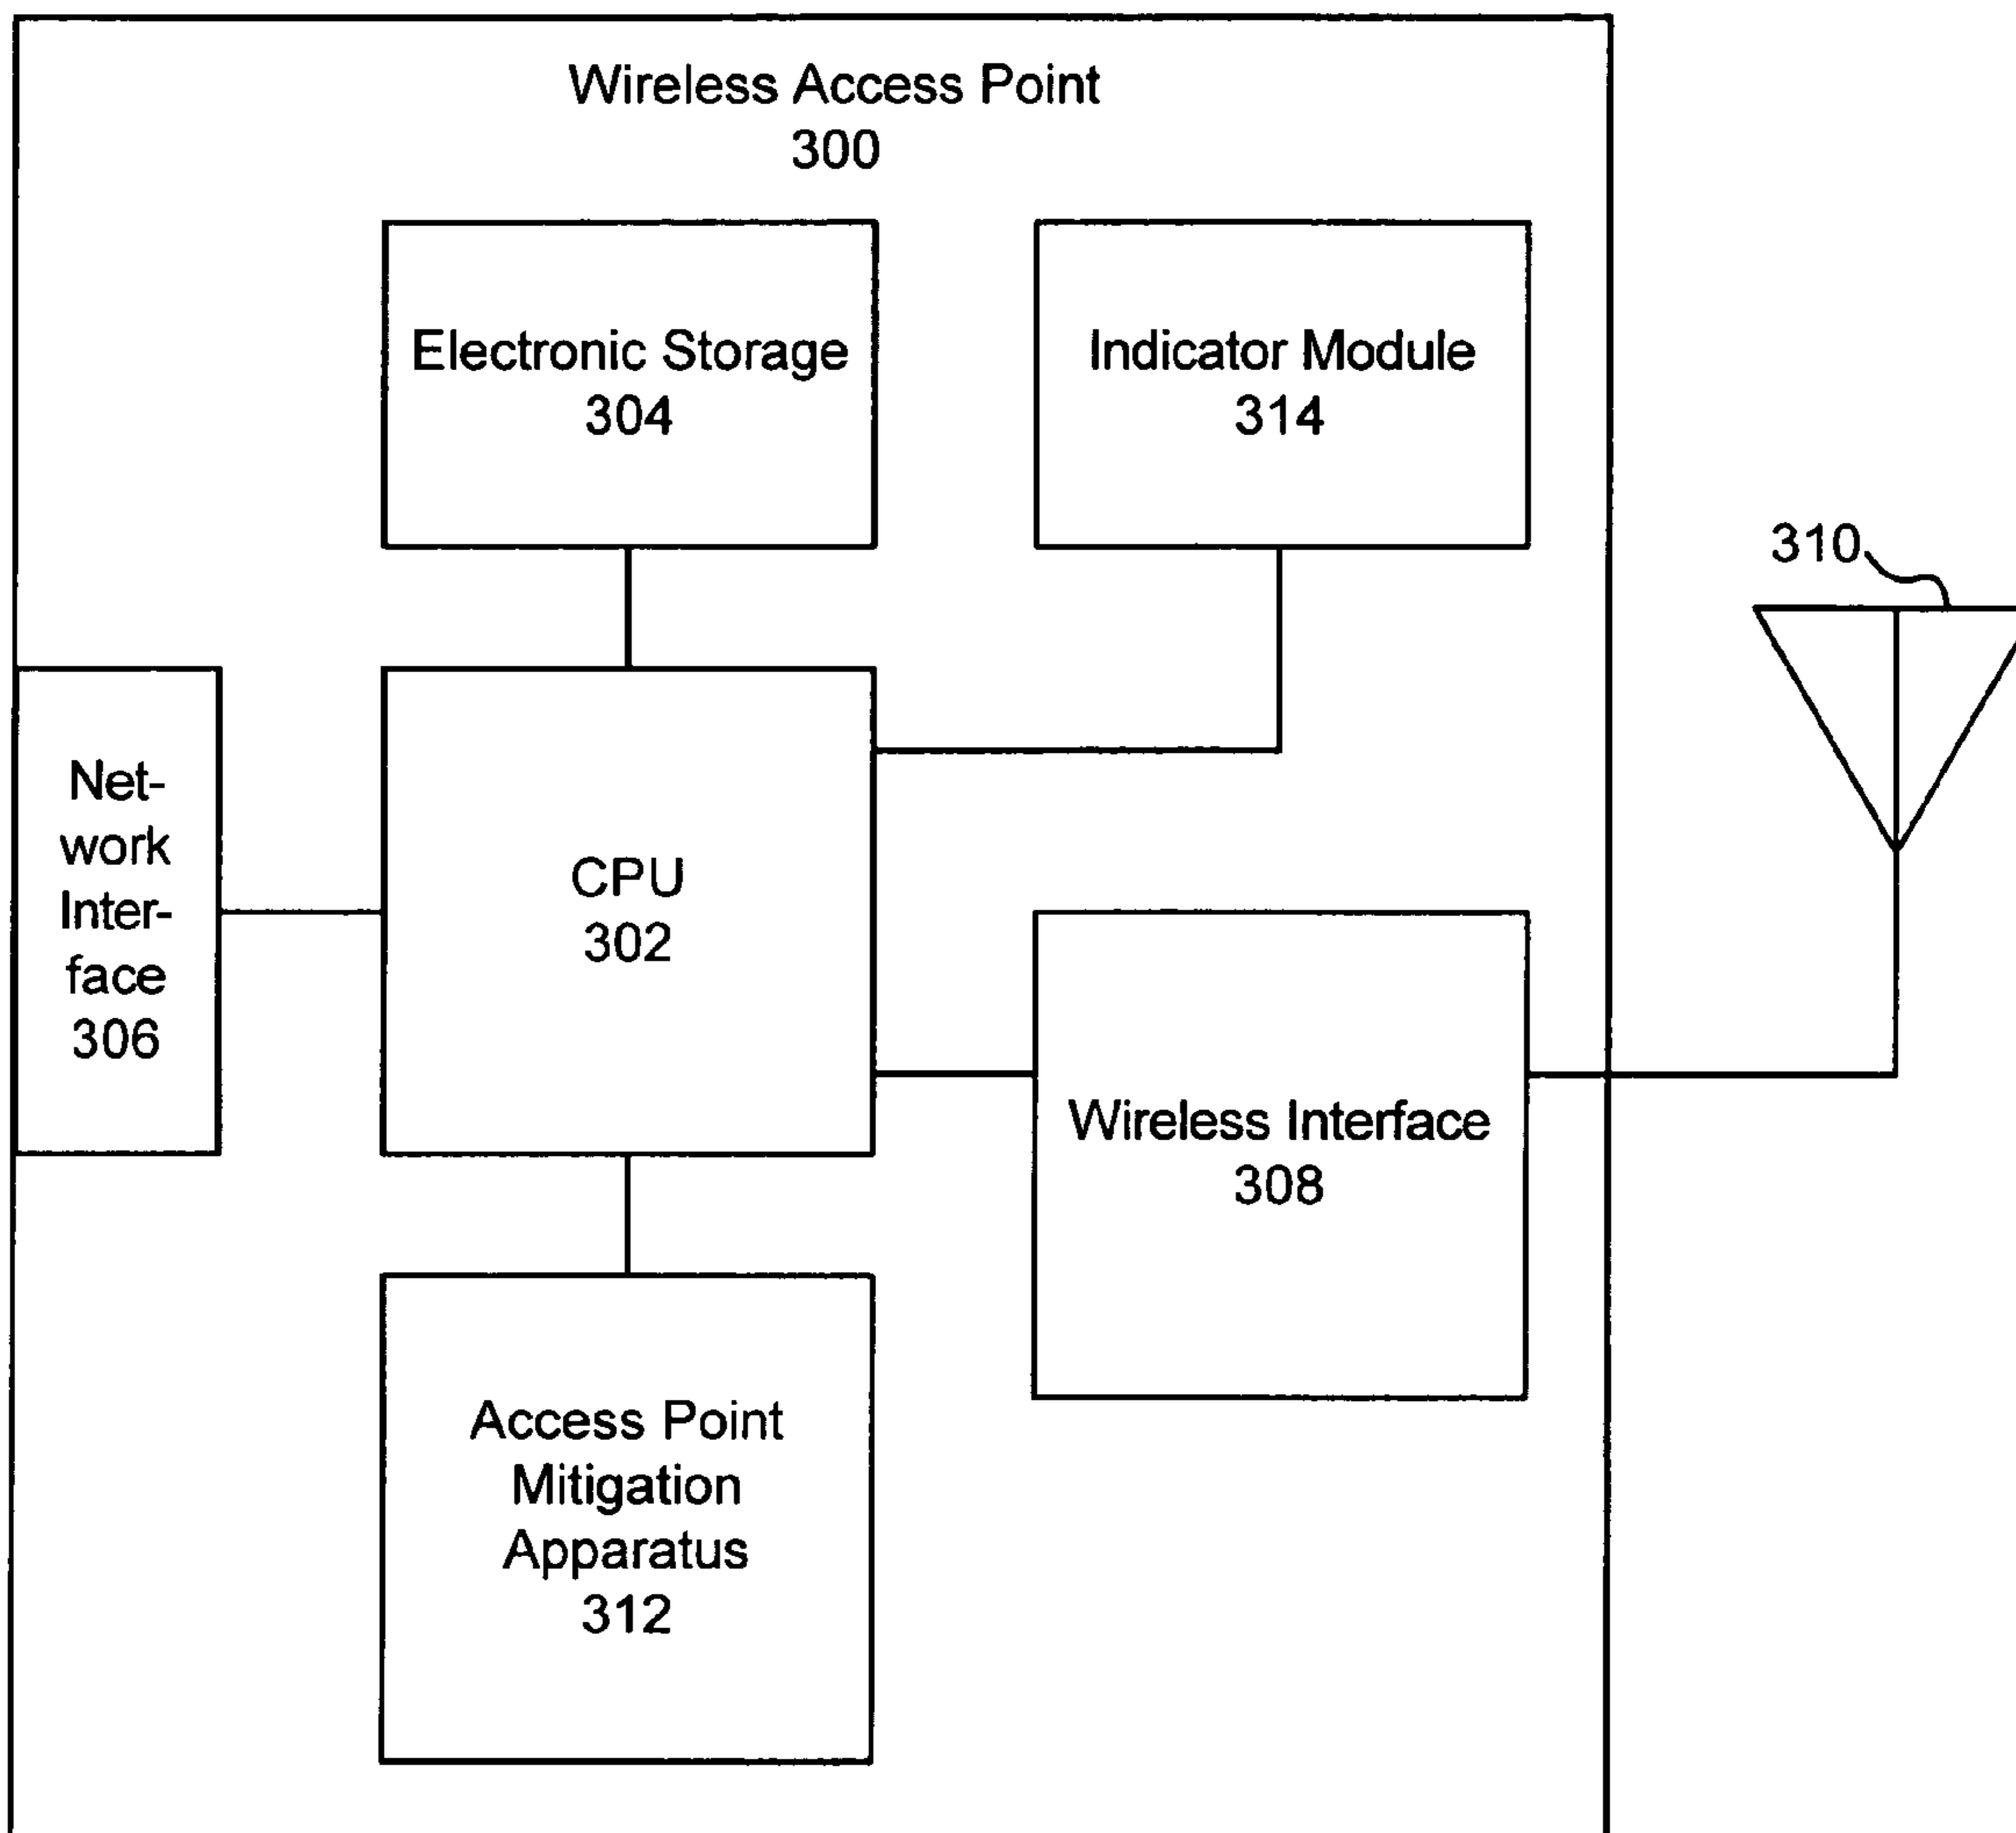 Wireless Access Point
300
Electronic Storage
304
Indicator Module
314
310
Net-
work
Inter-
face
306
CPU
302
Wireless Interface
308
Access Point
Mitigation
Apparatus
312